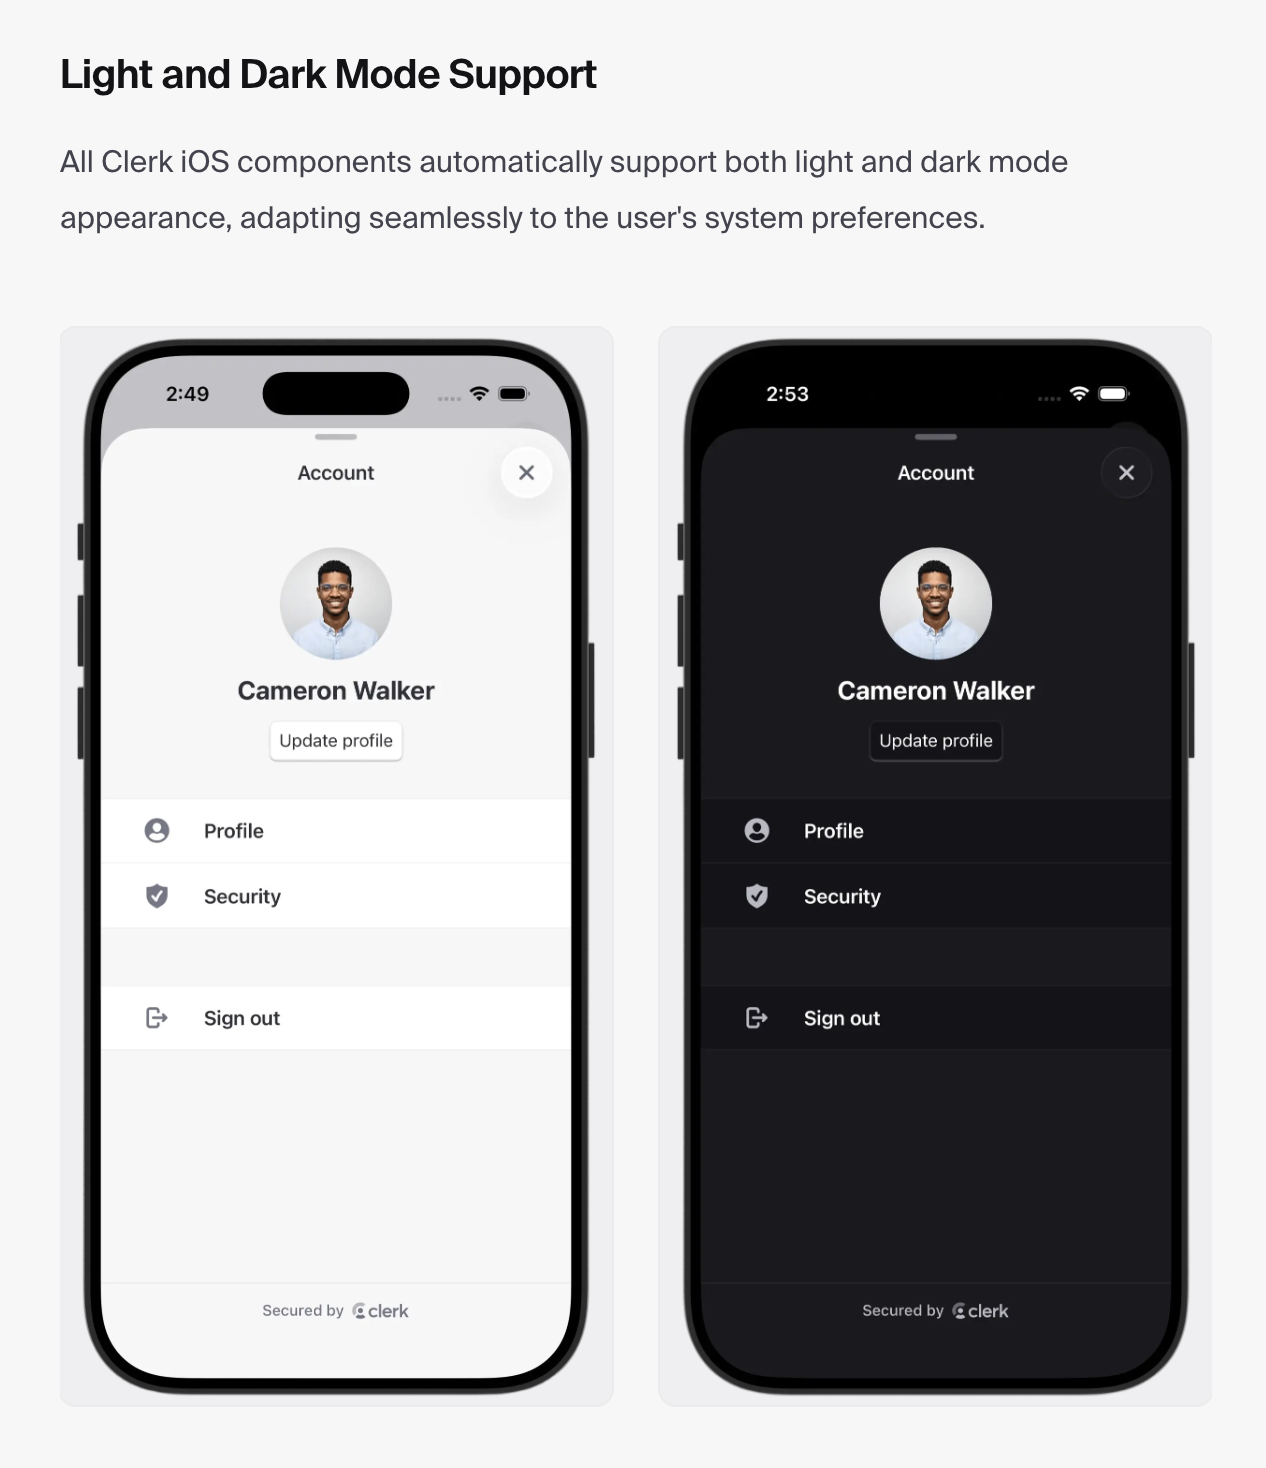 Light and Dark Mode Support
All Clerk iOS components automatically support both light and dark mode
appearance, adapting seamlessly to the user's system preferences.
2:49
Account
Cameron Walker
Update profile
Profile
Security
Sign out
Secured by clerk
2:53
Account
Cameron Walker
Update profile
Profile
Security
Sign out
Secured by clerk